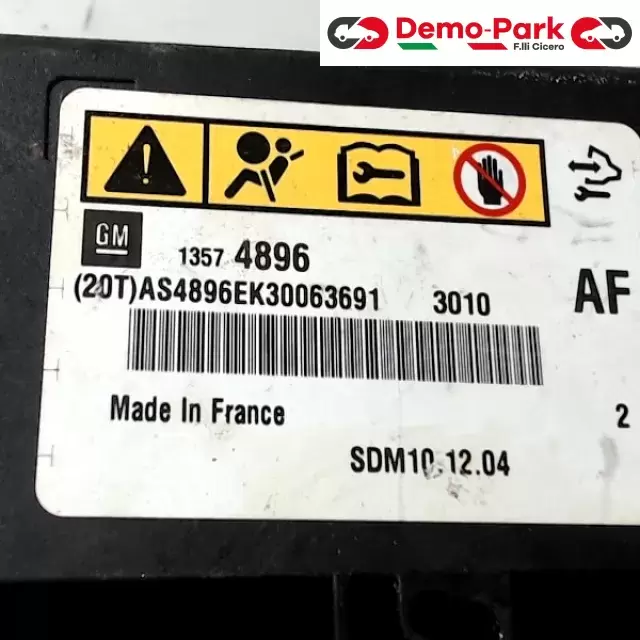 Demo-Park
F.lli Cicero
GM
1357 4896
(20T)AS4896EK30063691 3010
AF
Made In France
2
SDM10.12.04